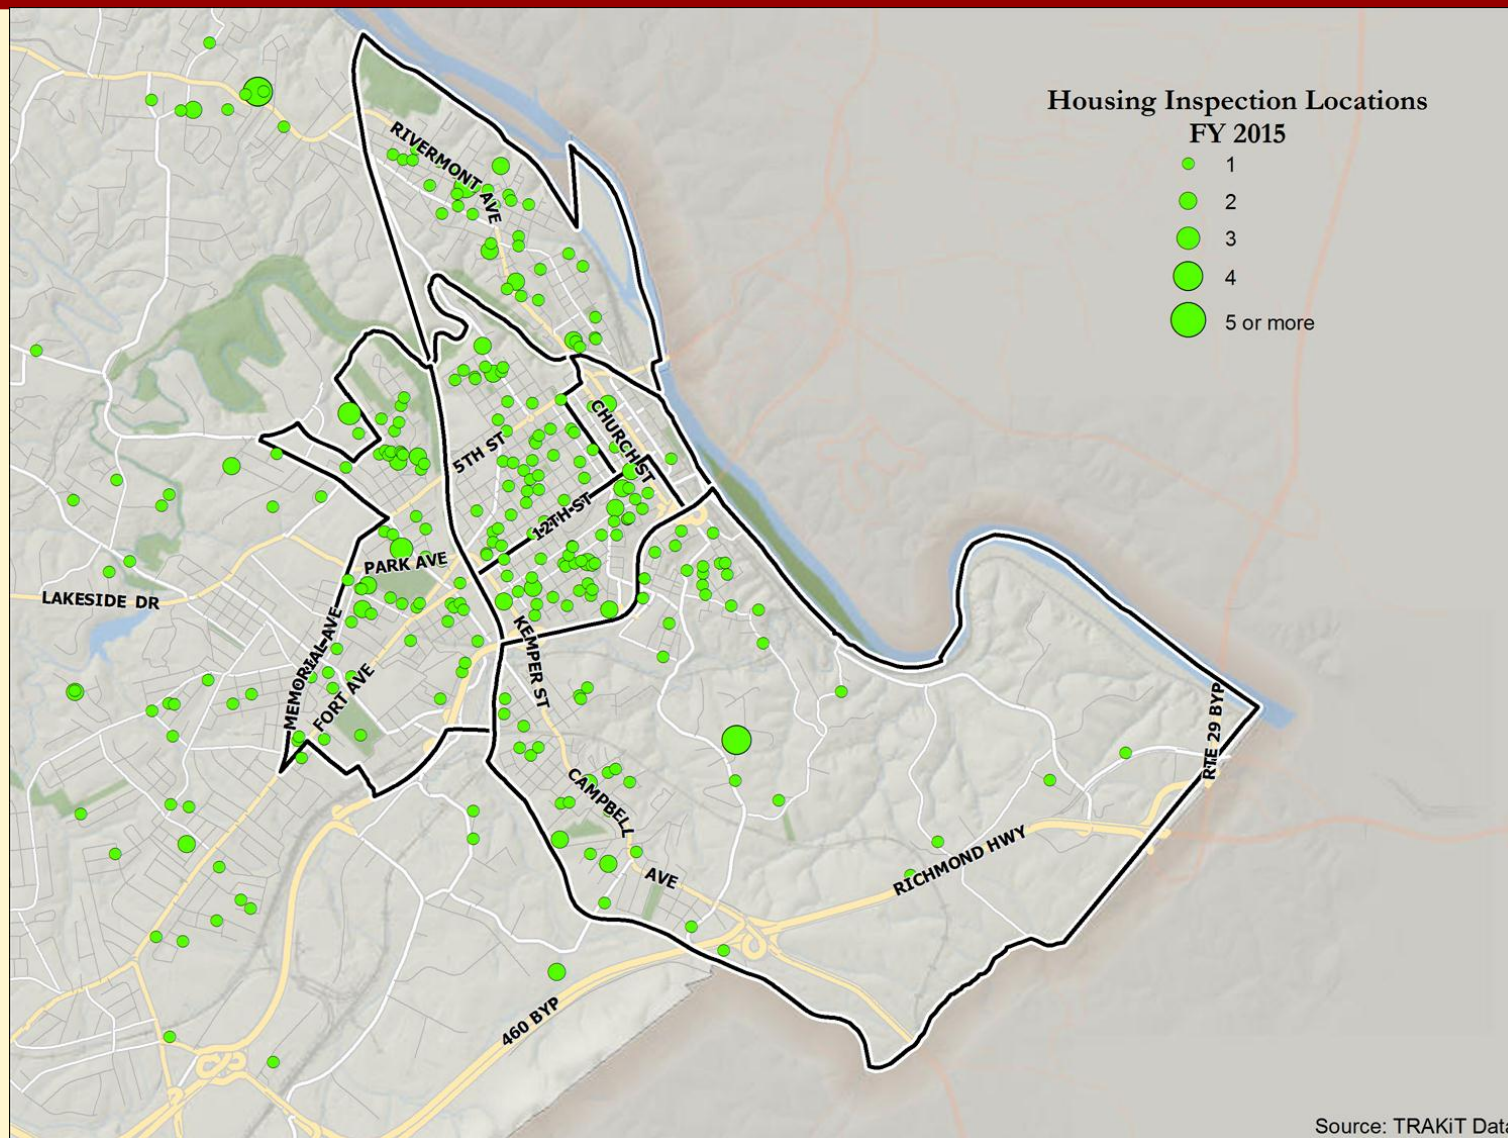 Housing Inspection Locations
FY 2015
1
2
3
4
5 or more
RIVERMONT AVE
CHURCH ST
5TH ST
12TH ST
PARK AVE
LAKESIDE DR
MEMORIAL AVE
FORT AVE
KEMPER ST
CAMPBELL
AVE
RTE 29 BYP
RICHMOND HWY
460 BYP
Source: TRAKiT Data